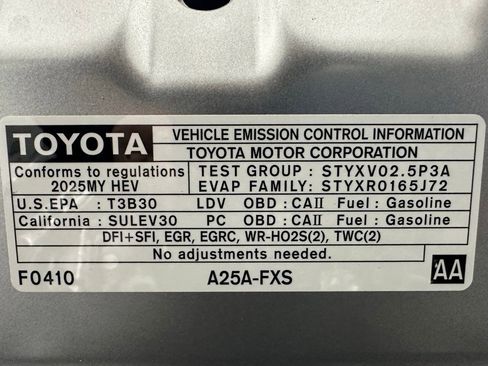 TOYOTA
VEHICLE EMISSION CONTROL INFORMATION
TOYOTA MOTOR CORPORATION
Conforms to regulations
2025MY HEV
TEST GROUP : STYXV02.5P3A
EVAP FAMILY: STYXR0165J72
U.S.EPA : T3B30 LDV OBD : CAII Fuel : Gasoline
California : SULEV30 PC OBD : CAII Fuel : Gasoline
DFI+SFI, EGR, EGRC, WR-HO2S(2), TWC(2)
No adjustments needed.
F0410 A25A-FXS AA